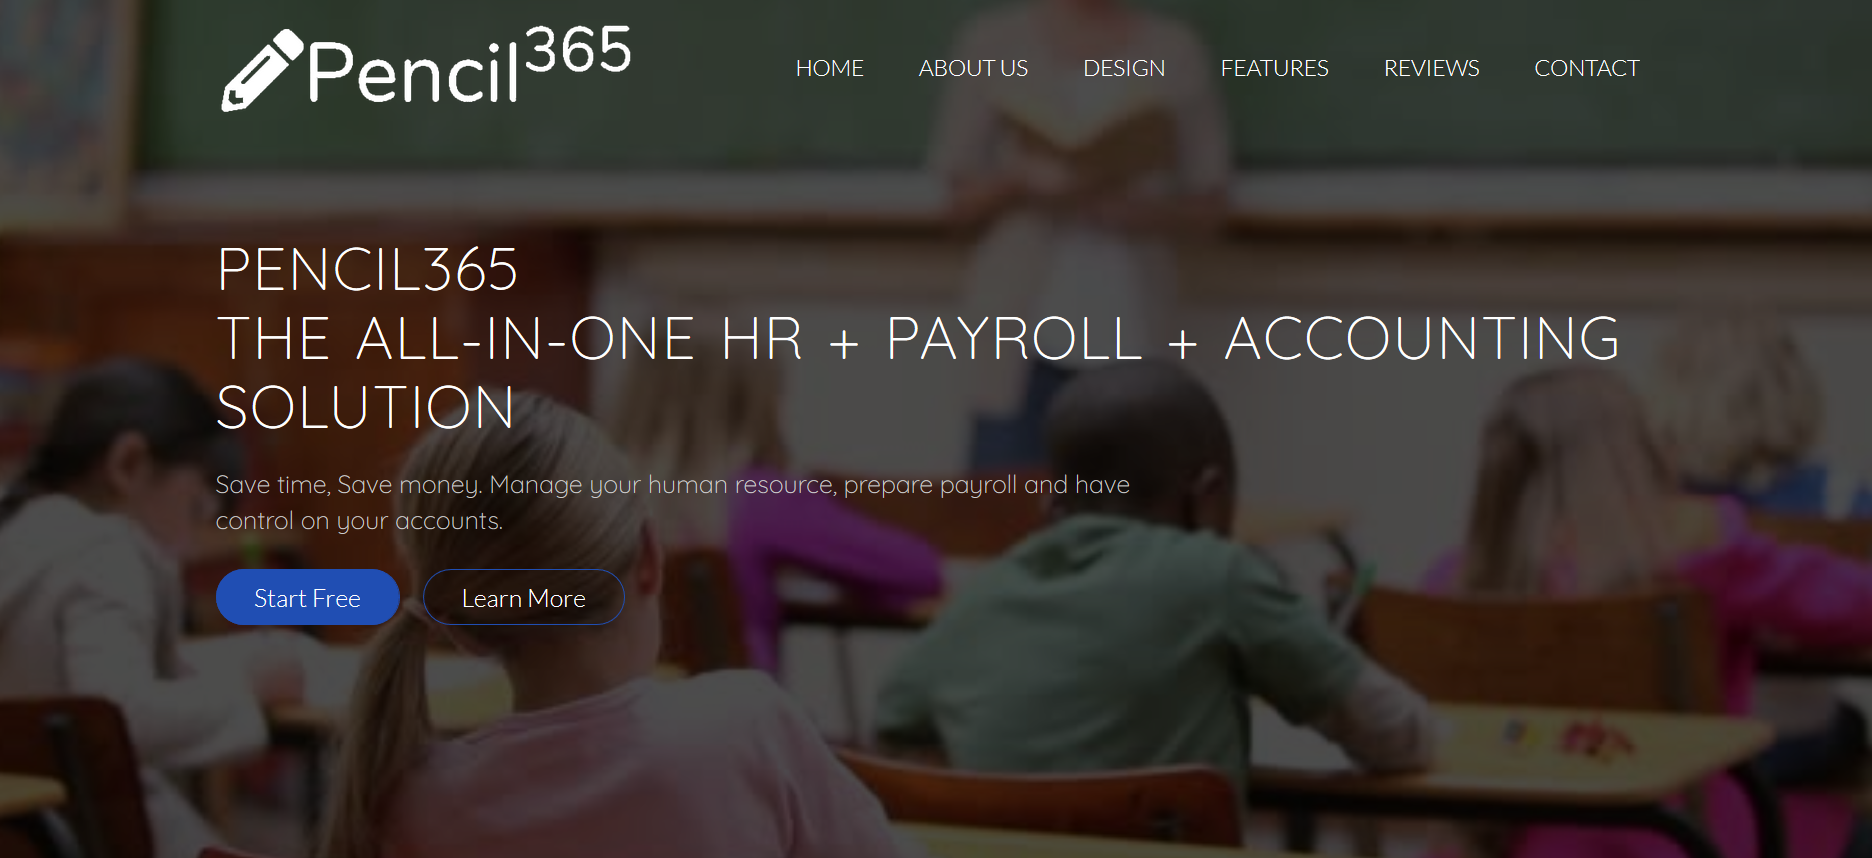 Pencil365
HOME ABOUT US DESIGN FEATURES REVIEWS CONTACT
PENCIL365
THE ALL-IN-ONE HR + PAYROLL + ACCOUNTING
SOLUTION
Save time, Save money. Manage your human resource, prepare payroll and have
control on your accounts.
Start Free
Learn More